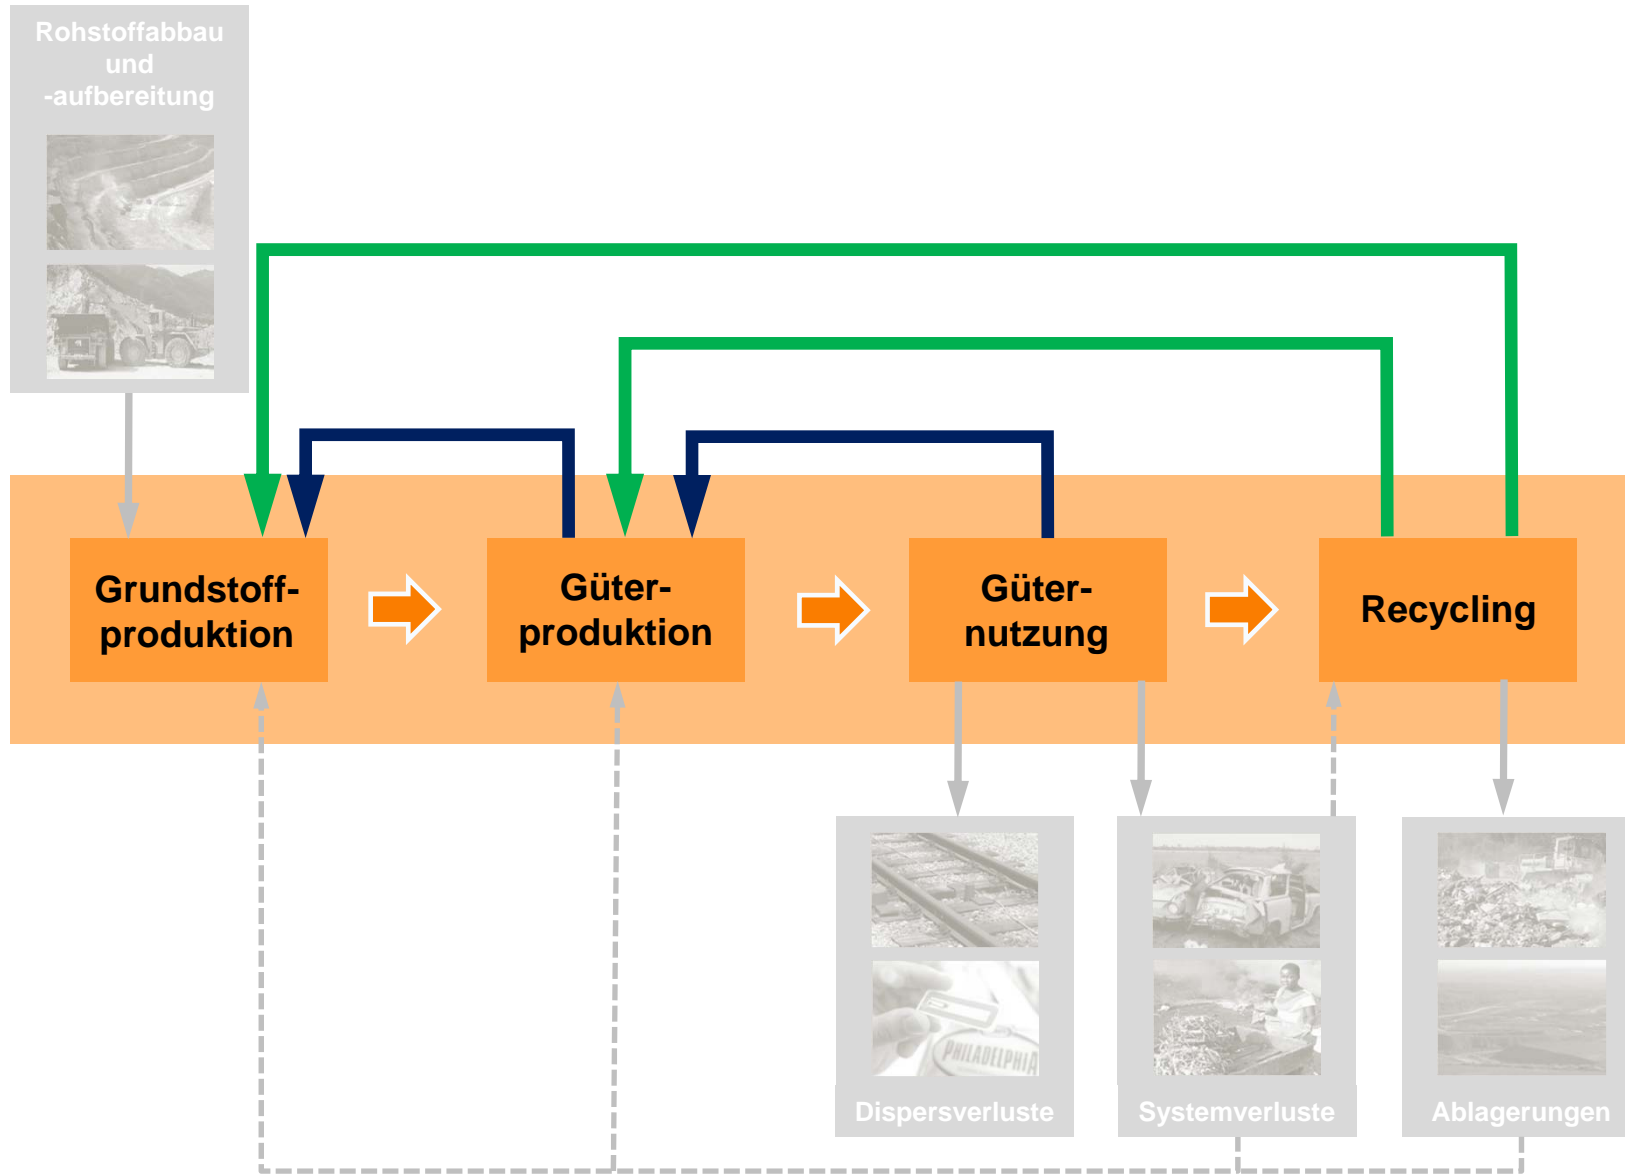 Rohstoffabbau
und
-aufbereitung
Grundstoff-
produktion
Güter-
produktion
Güter-
nutzung
Recycling
PHILADELPHIA
Dispersverluste
Systemverluste
Ablagerungen